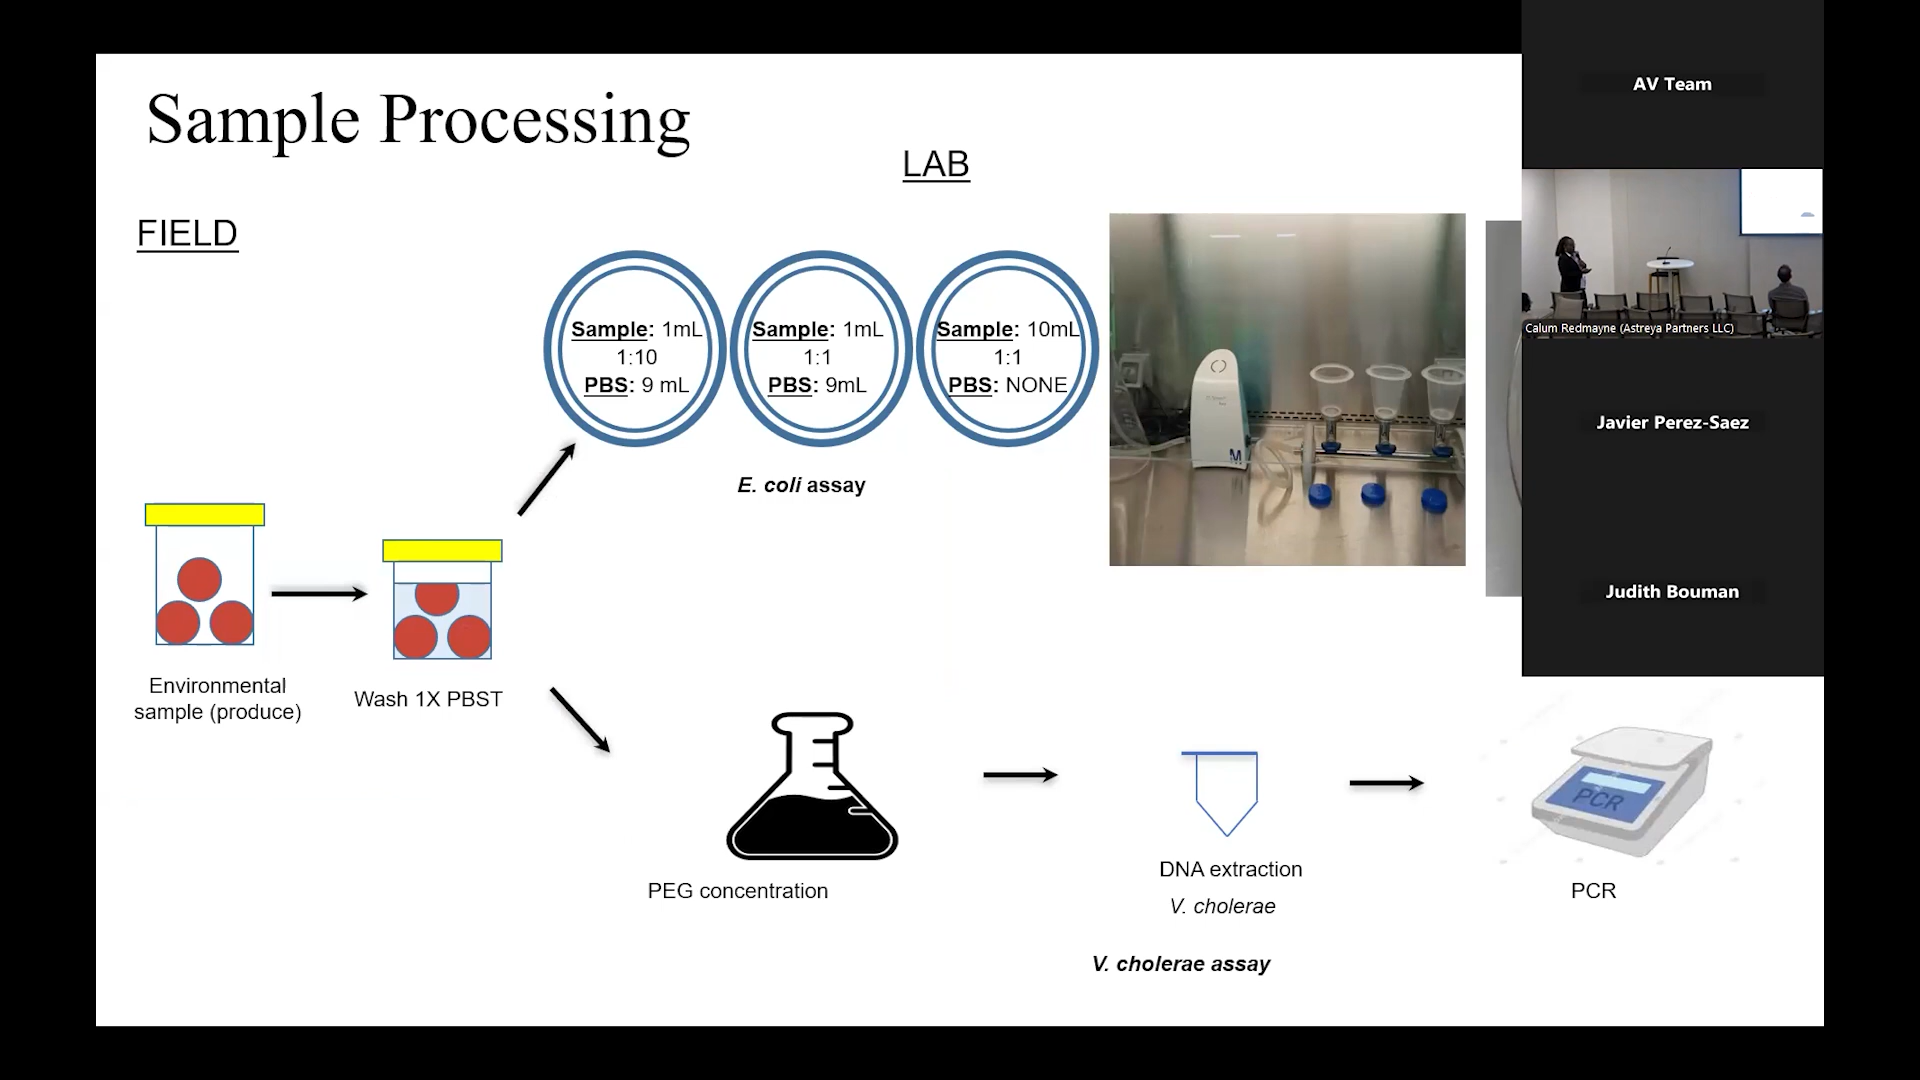 Sample Processing
LAB
FIELD
Sample: 1mL
1:10
PBS: 9 mL
Sample: 1mL
1:1
PBS: 9mL
Sample: 10mL
1:1
PBS: NONE
E. coli assay
Environmental
sample (produce)
Wash 1X PBST
PEG concentration
DNA extraction
V. cholerae
V. cholerae assay
PCR
PCR
M
AV Team
Calum Redmayne (Astreya Partners LLC)
Javier Perez-Saez
Judith Bouman